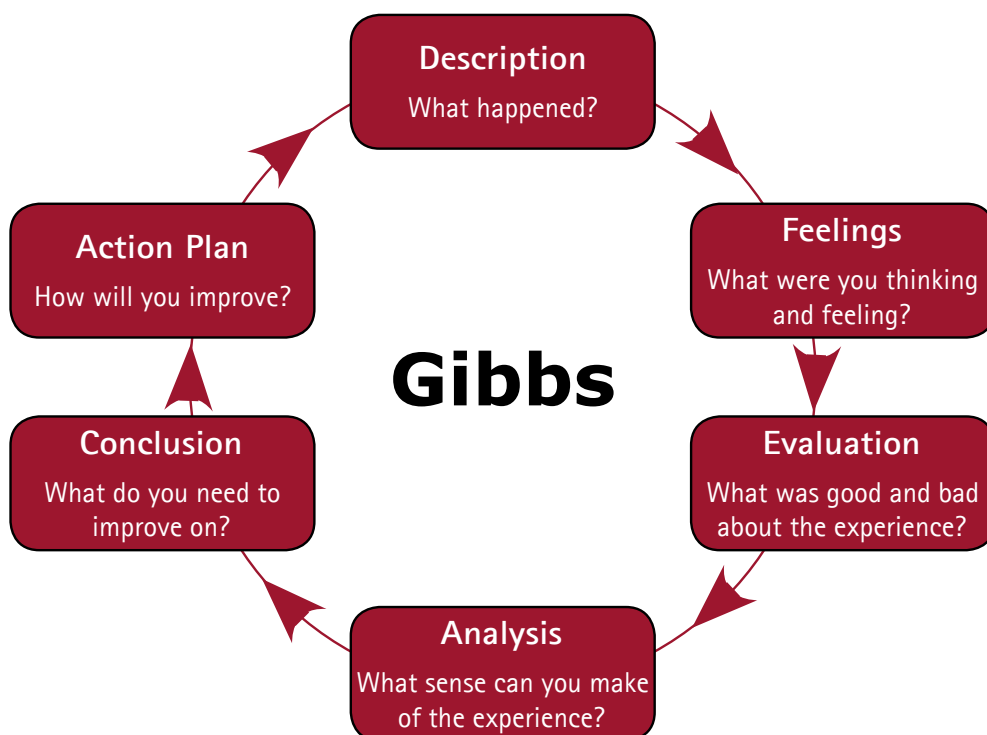 Description
What happened?
Feelings
What were you thinking
and feeling?
Evaluation
What was good and bad
about the experience?
Analysis
What sense can you make
of the experience?
Conclusion
What do you need to
improve on?
Action Plan
How will you improve?
Gibbs